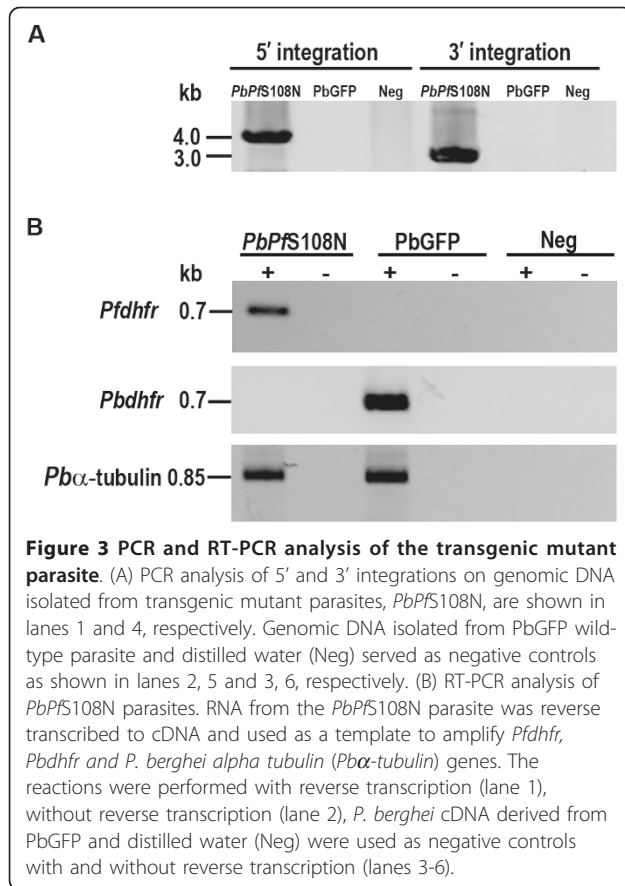 A
5′ integration 3′ integration
kb PbPfS108N PbGFP Neg PbPfS108N PbGFP Neg
4.0
3.0
B
PbPfS108N PbGFP Neg
kb + - + - + -
Pfdhfr 0.7
Pbdhfr 0.7
Pbα-tubulin 0.85
Figure 3 PCR and RT-PCR analysis of the transgenic mutant
parasite. (A) PCR analysis of 5′ and 3′ integrations on genomic DNA
isolated from transgenic mutant parasites, PbPfS108N, are shown in
lanes 1 and 4, respectively. Genomic DNA isolated from PbGFP wild-
type parasite and distilled water (Neg) served as negative controls
as shown in lanes 2, 5 and 3, 6, respectively. (B) RT-PCR analysis of
PbPfS108N parasites. RNA from the PbPfS108N parasite was reverse
transcribed to cDNA and used as a template to amplify Pfdhfr,
Pbdhfr and P. berghei alpha tubulin (Pbα-tubulin) genes. The
reactions were performed with reverse transcription (lane 1),
without reverse transcription (lane 2), P. berghei cDNA derived from
PbGFP and distilled water (Neg) were used as negative controls
with and without reverse transcription (lanes 3-6).